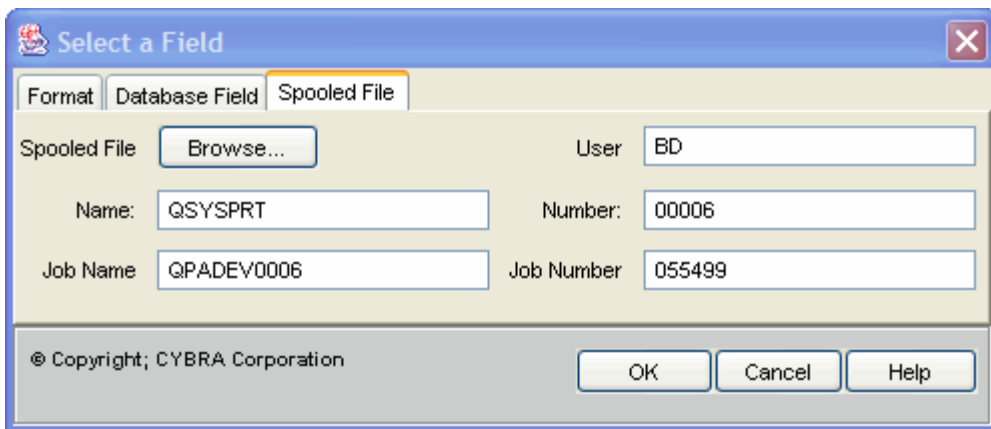 Select a Field
Format Database Field Spooled File
Spooled File Browse... User BD
Name: QSYSPRT Number: 00006
Job Name QPADEV0006 Job Number 055499
© Copyright; CYBRA Corporation OK Cancel Help